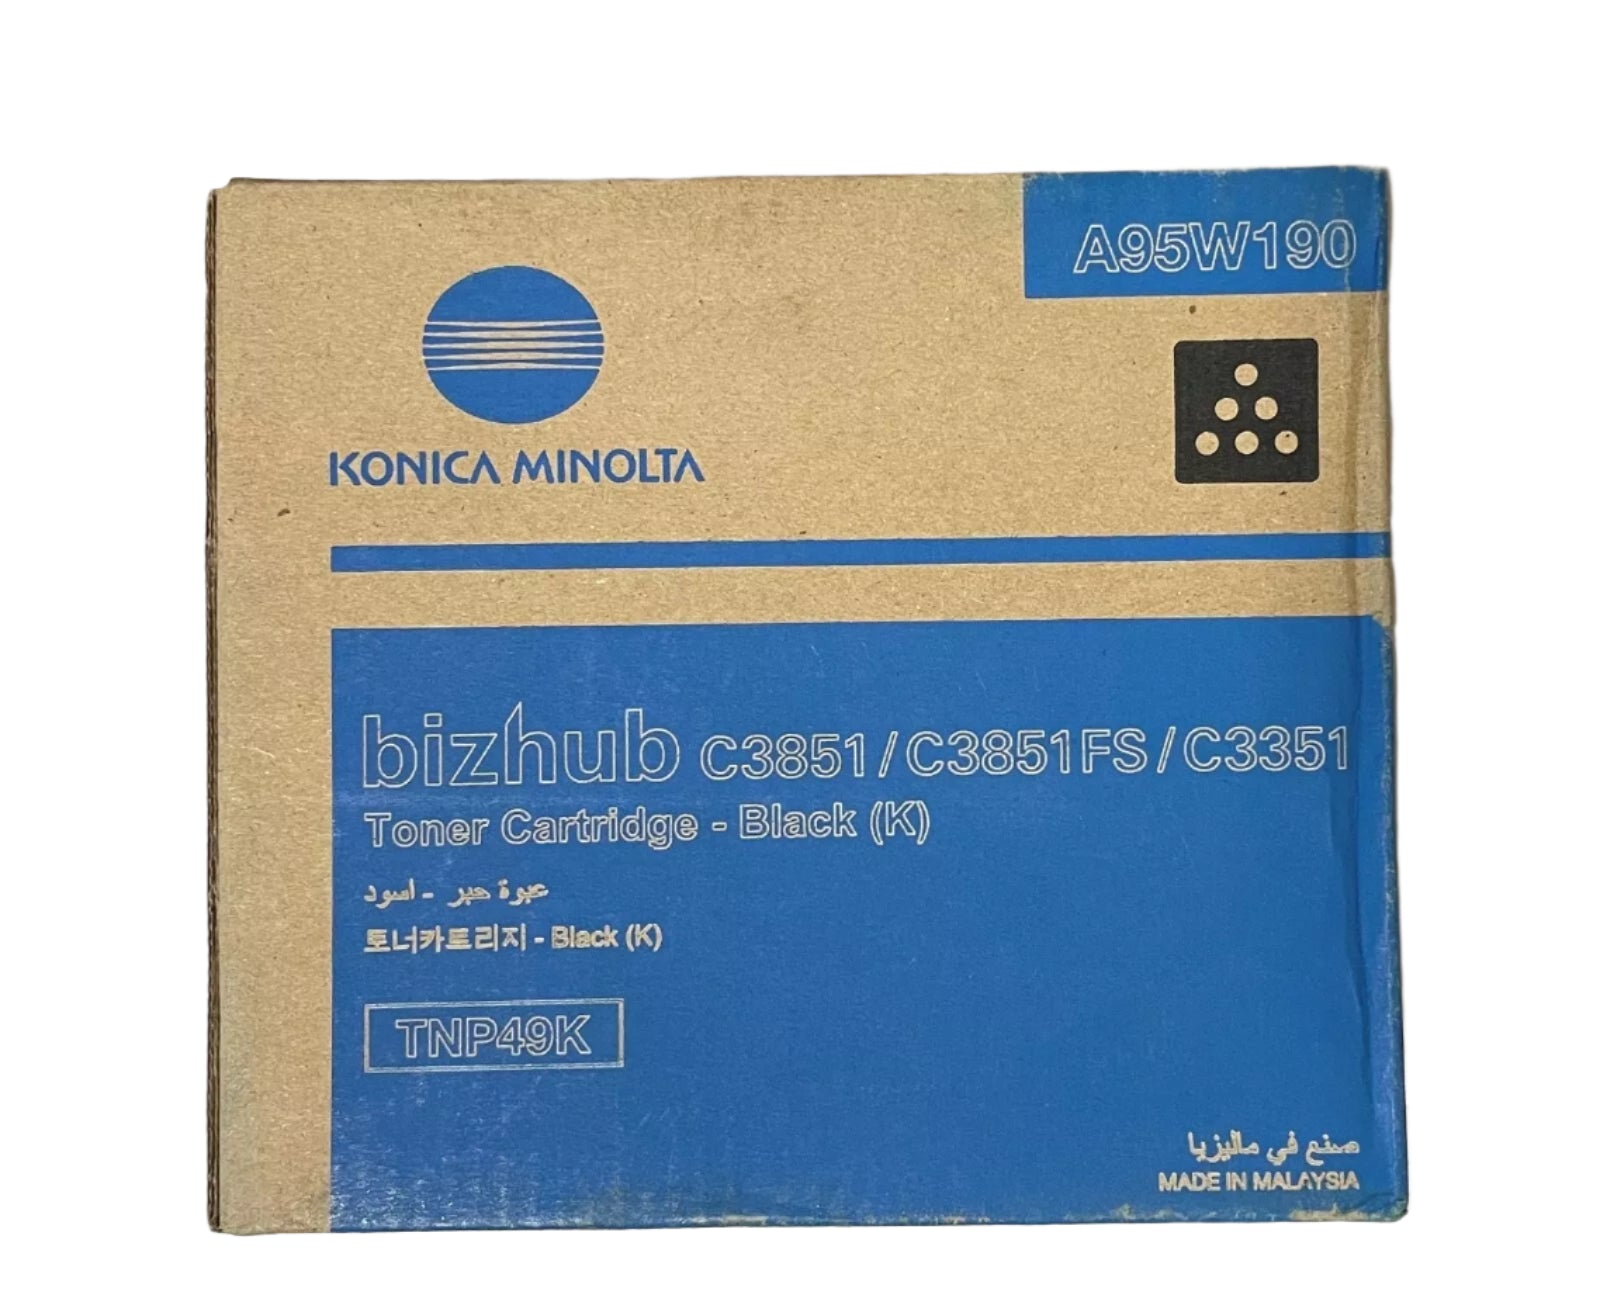 A95W190
KONICA MINOLTA
bizhub C3851/C3851FS/C3351
Toner Cartridge - Black (K)
عبوة حبر - اسود
토너카트리지 - Black (K)
TNP49K
صنع في ماليزيا
MADE IN MALAYSIA